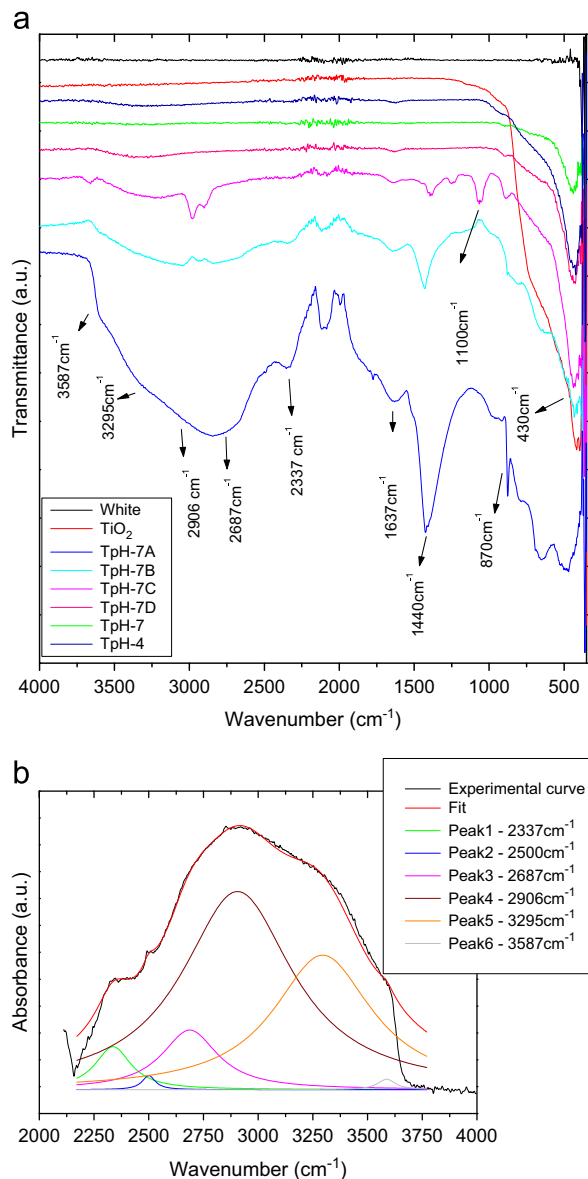 a
Transmittance (a.u.)
3587cm-1
3295cm-1
2906 cm-1
2687cm-1
2337 cm-1
1637cm-1
1440cm-1
1100cm-1
870cm-1
430cm-1
White
TiO2
TpH-7A
TpH-7B
TpH-7C
TpH-7D
TpH-7
TpH-4
4000 3500 3000 2500 2000 1500 1000 500
Wavenumber (cm-1)
b
Absorbance (a.u.)
Experimental curve
Fit
Peak1 - 2337cm-1
Peak2 - 2500cm-1
Peak3 - 2687cm-1
Peak4 - 2906cm-1
Peak5 - 3295cm-1
Peak6 - 3587cm-1
2000 2250 2500 2750 3000 3250 3500 3750 4000
Wavenumber (cm-1)